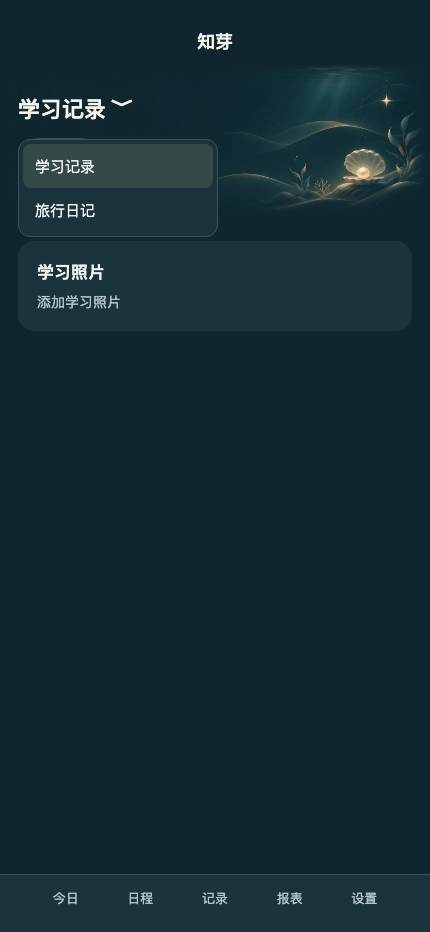 知芽
学习记录
学习记录
旅行日记
学习照片
添加学习照片
今日 日程 记录 报表 设置